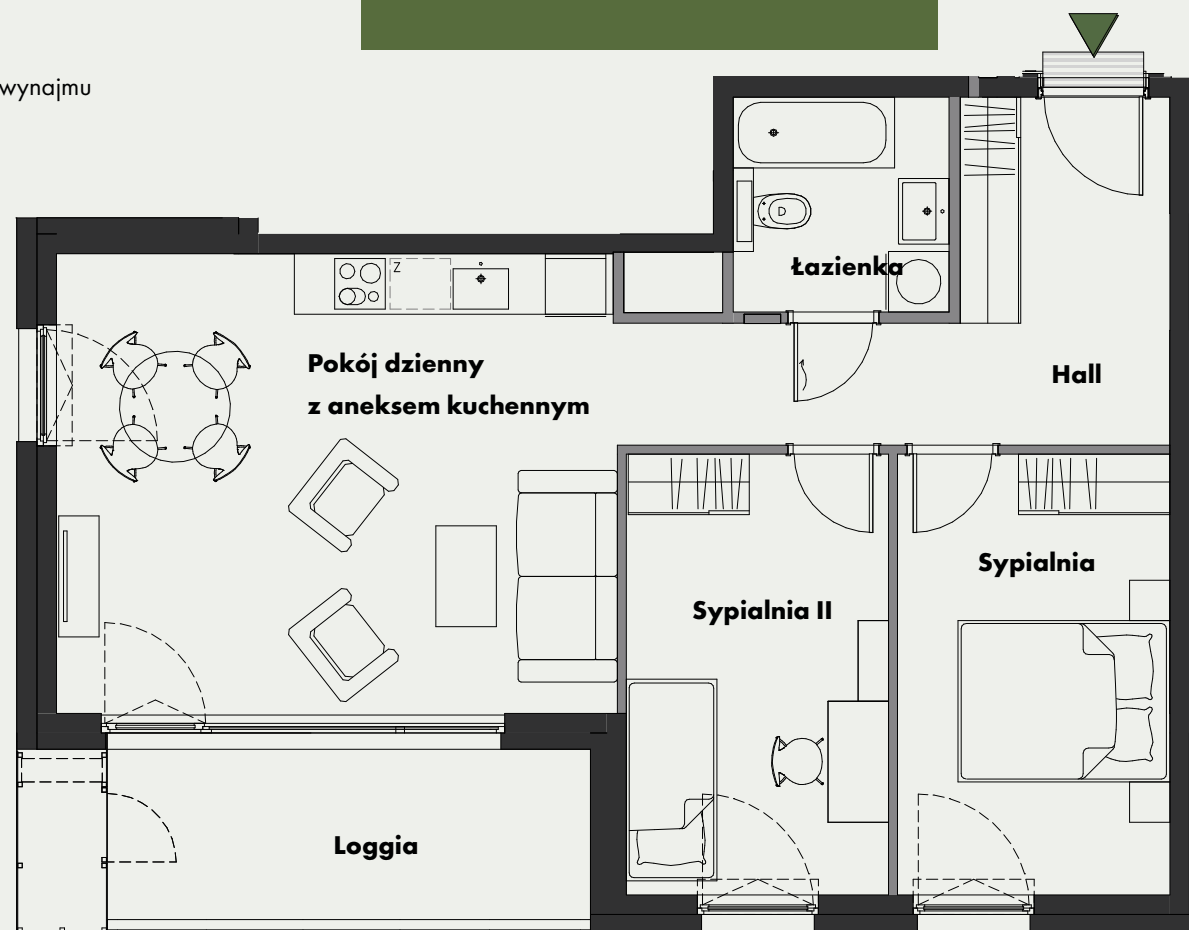 wynajmu
Łazienka
Z
Pokój dzienny
z aneksem kuchennym
Hall
Sypialnia
Sypialnia II
Loggia